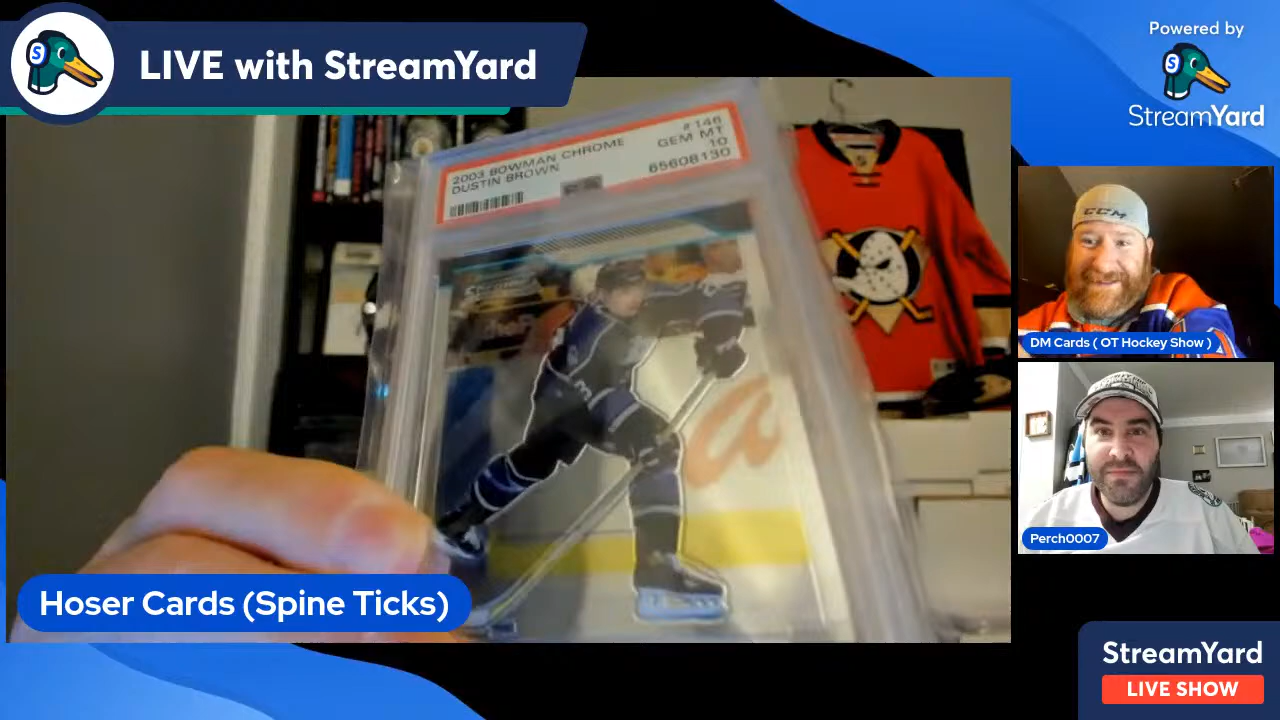 LIVE with StreamYard
Powered by
StreamYard
2003 BOWMAN CHROME
DUSTIN BROWN
#146
GEM MT
10
65608130
CCM
DM Cards ( OT Hockey Show )
Perch0007
Hoser Cards (Spine Ticks)
StreamYard
LIVE SHOW